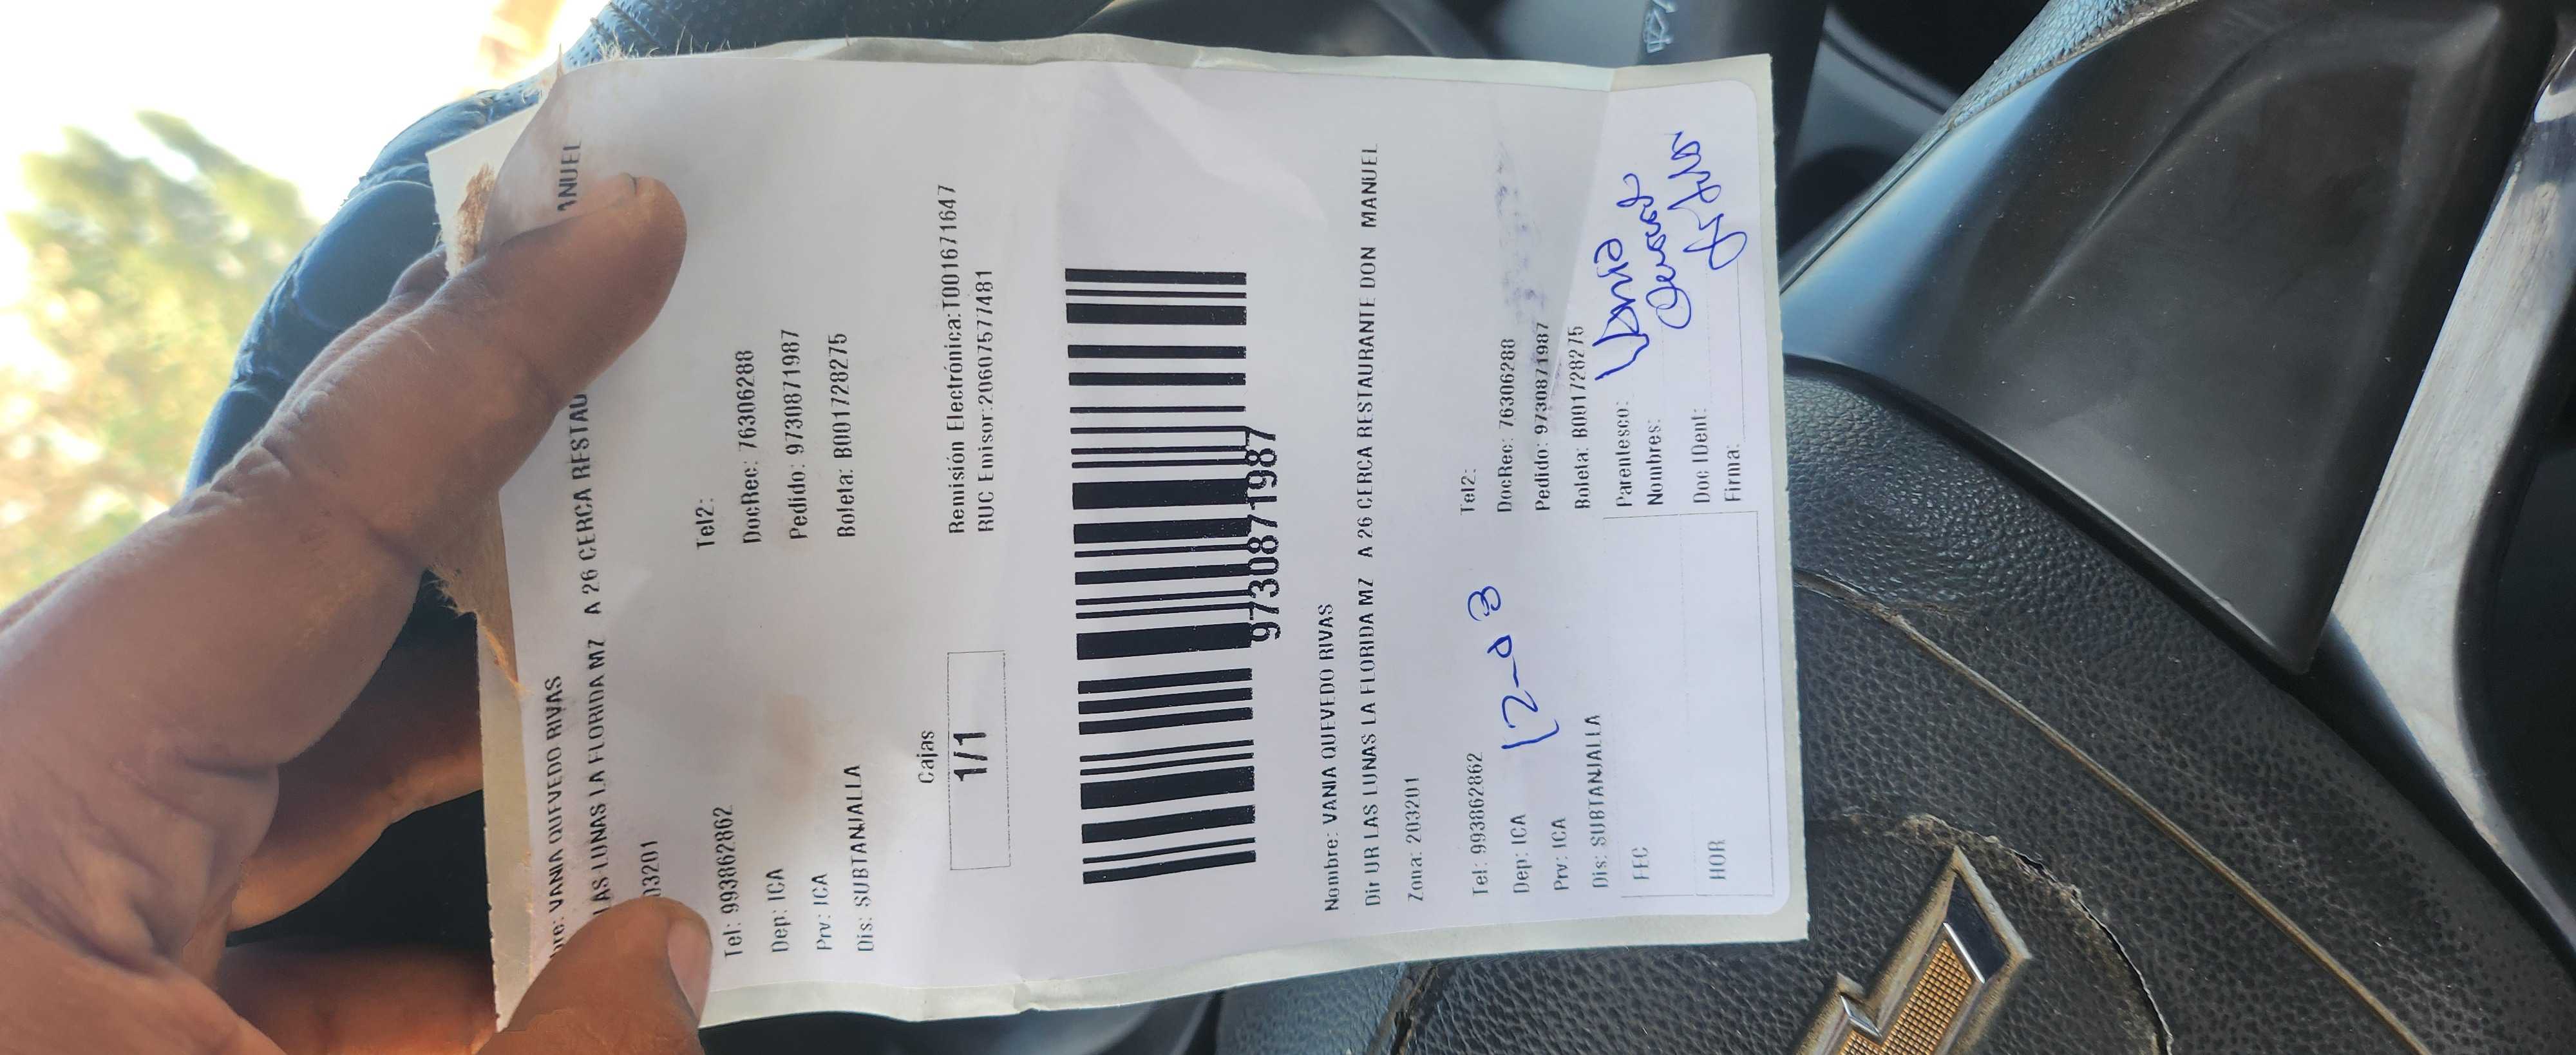 bre: VANIA QUEVEDO RIVAS
LAS LUNAS LA FLORIDA MZ A 26 CERCA RESTAU
ANUEL
03201
Tel: 993862862
Tel2:
Dep: ICA
DocRec: 76306288
Prv: ICA
Pedido: 97308719​87
Dis: SUBTANJALLA
Boleta: B001728275
Cajas
1/1
Remisión Electrónica:T001671647
RUC Emisor:20607577481
9730871987
Nombre: VANIA QUEVEDO RIVAS
Dir UR LAS LUNAS LA FLORIDA MZ A 26 CERCA RESTAURANTE DON MANUEL
Zona: 203201
Tel: 993862862
Tel2:
Dep: ICA
DocRec: 76306288
Prv: ICA
Pedido: 9730871987
Dis: SUBTANJALLA
Boleta: B001728275
12-03
FEC
HOR
Parentesco:
Nombres:
Doc IDent:
Firma: